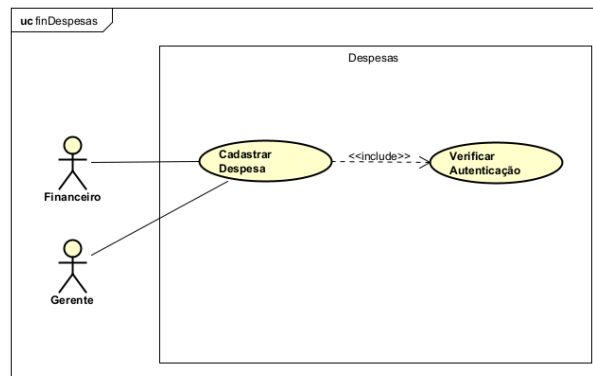 uc finDespesas
Despesas
Cadastrar
Despesa
<<include>>
Verificar
Autenticação
Financeiro
Gerente